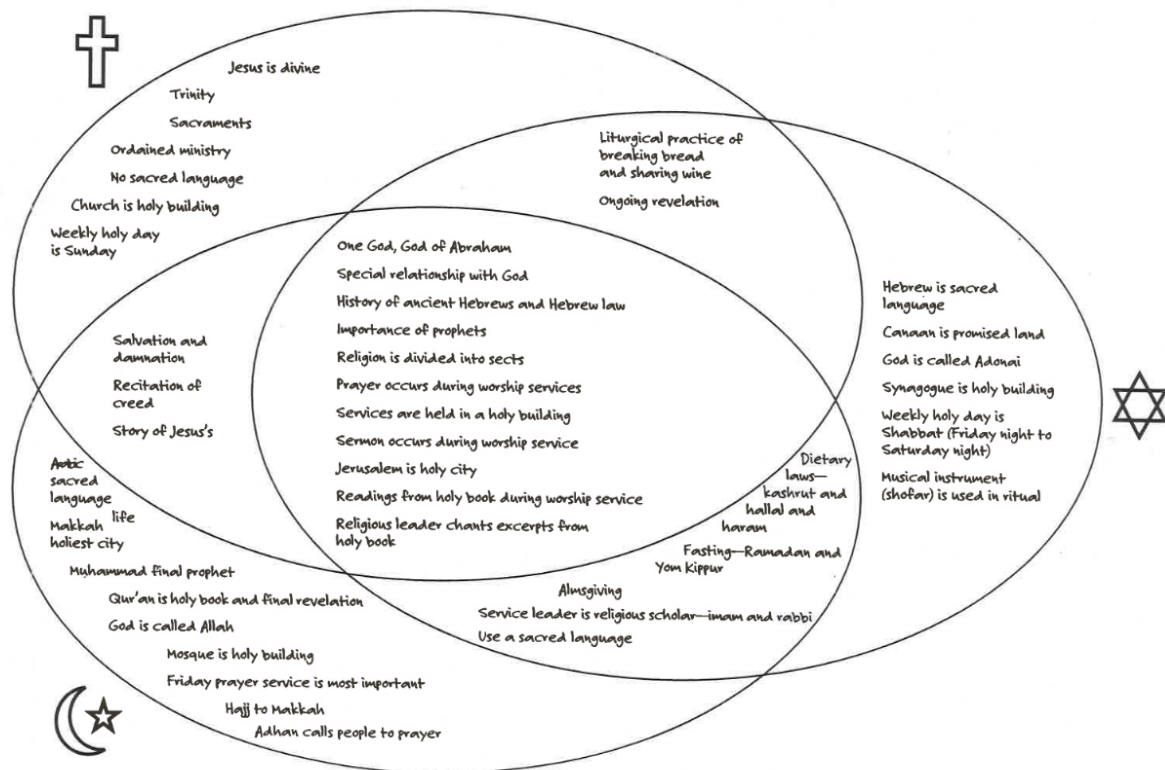 Jesus is divine
Trinity
Sacraments
Ordained ministry
No sacred language
Church is holy building
Weekly holy day
is Sunday
Liturgical practice of
breaking bread
and sharing wine
Ongoing revelation
One God, God of Abraham
Special relationship with God
History of ancient Hebrews and Hebrew law
Importance of prophets
Religion is divided into sects
Prayer occurs during worship services
Services are held in a holy building
Sermon occurs during worship service
Jerusalem is holy city
Readings from holy book during worship service
Religious leader chants excerpts from
holy book
Salvation and
damnation
Recitation of
creed
Story of Jesus's
life
Hebrew is sacred
language
Canaan is promised land
God is called Adonai
Synagogue is holy building
Weekly holy day is
Shabbat (Friday night to
Saturday night)
Musical instrument
(shofar) is used in ritual
Dietary
laws—
kashrut and
hallal and
haram
Fasting—Ramadan and
Yom Kippur
Almsgiving
Service leader is religious scholar—imam and rabbi
Use a sacred language
sacred
language
Makkah
holiest city
Muhammad final prophet
Qur'an is holy book and final revelation
God is called Allah
Mosque is holy building
Friday prayer service is most important
Hajj to Makkah
Adhan calls people to prayer